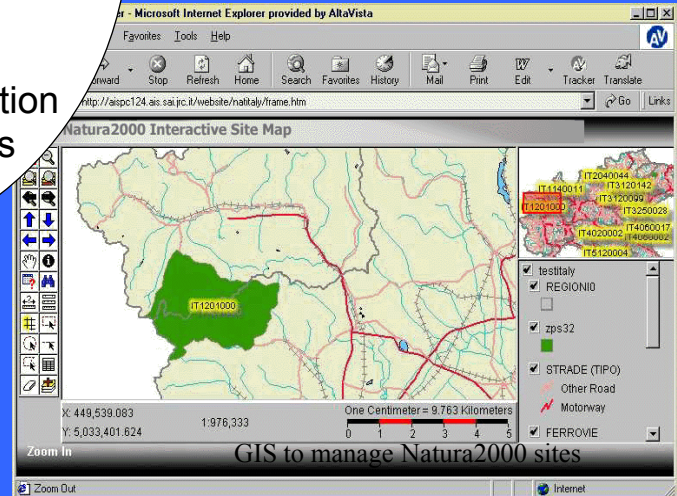 er - Microsoft Internet Explorer provided by AltaVista
Favorites Tools Help
Forward Stop Refresh Home Search Favorites History Mail Print Edit Tracker Translate
tion
s
http://aispc124.ais.sai.jrc.it/website/natitaly/frame.htm
Go Links
Natura2000 Interactive Site Map
IT1201000
IT2040044
IT1140011
IT3120142
IT3120099
IT1201000
IT3250028
IT4020002
IT4060017
IT5120004
testitaly
REGIONI0
zps32
STRADE (TIPO)
Other Road
Motorway
FERROVIE
X: 449,539.083
Y: 5,033,401.624
1:976,333
One Centimeter = 9.763 Kilometers
0 1 2 3 4 5
Zoom In
GIS to manage Natura2000 sites
Zoom Out
Internet